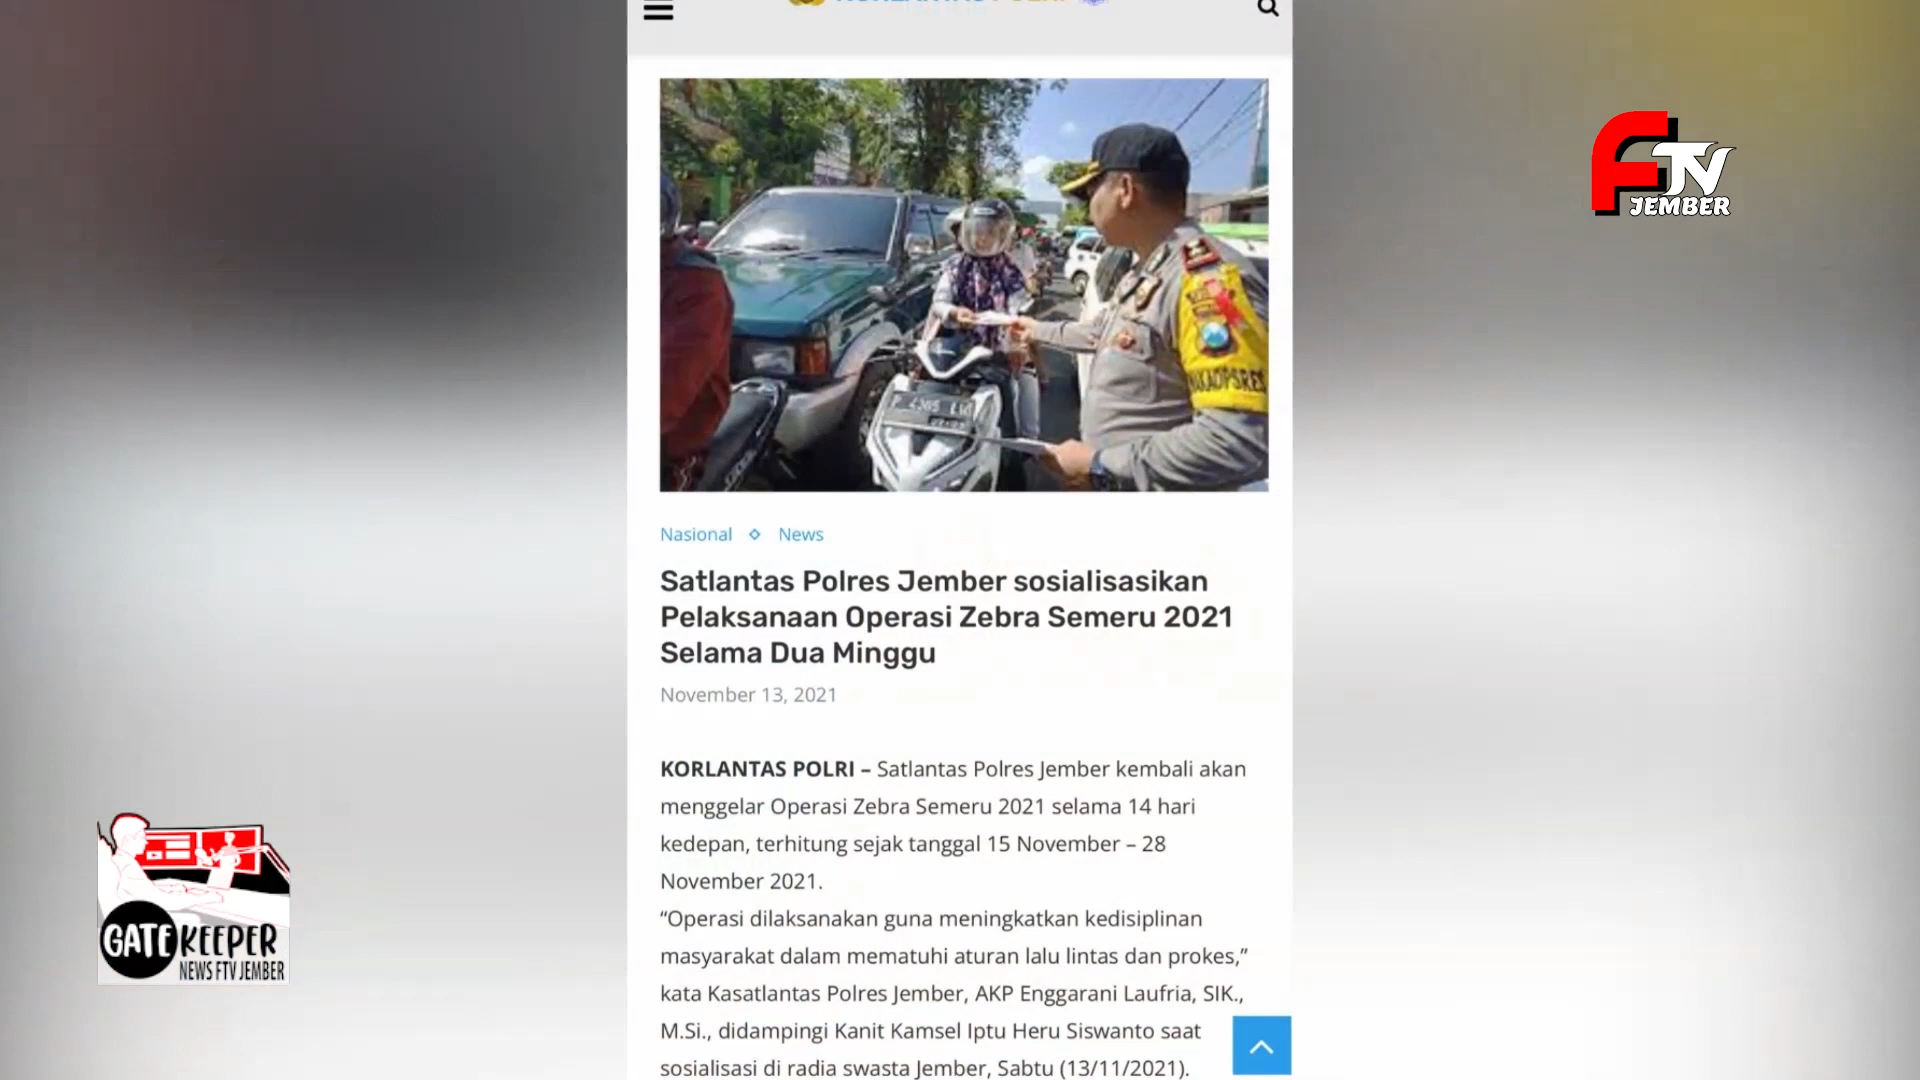 KORLANTAS POLRI
F TV
JEMBER
Nasional ◇ News
Satlantas Polres Jember sosialisasikan
Pelaksanaan Operasi Zebra Semeru 2021
Selama Dua Minggu
November 13, 2021
KORLANTAS POLRI – Satlantas Polres Jember kembali akan
menggelar Operasi Zebra Semeru 2021 selama 14 hari
kedepan, terhitung sejak tanggal 15 November – 28
November 2021.
“Operasi dilaksanakan guna meningkatkan kedisiplinan
masyarakat dalam mematuhi aturan lalu lintas dan prokes,”
kata Kasatlantas Polres Jember, AKP Enggarani Laufria, SIK.,
M.Si., didampingi Kanit Kamsel Iptu Heru Siswanto saat
sosialisasi di radia swasta Jember, Sabtu (13/11/2021).
GATEKEEPER
NEWS FTV JEMBER